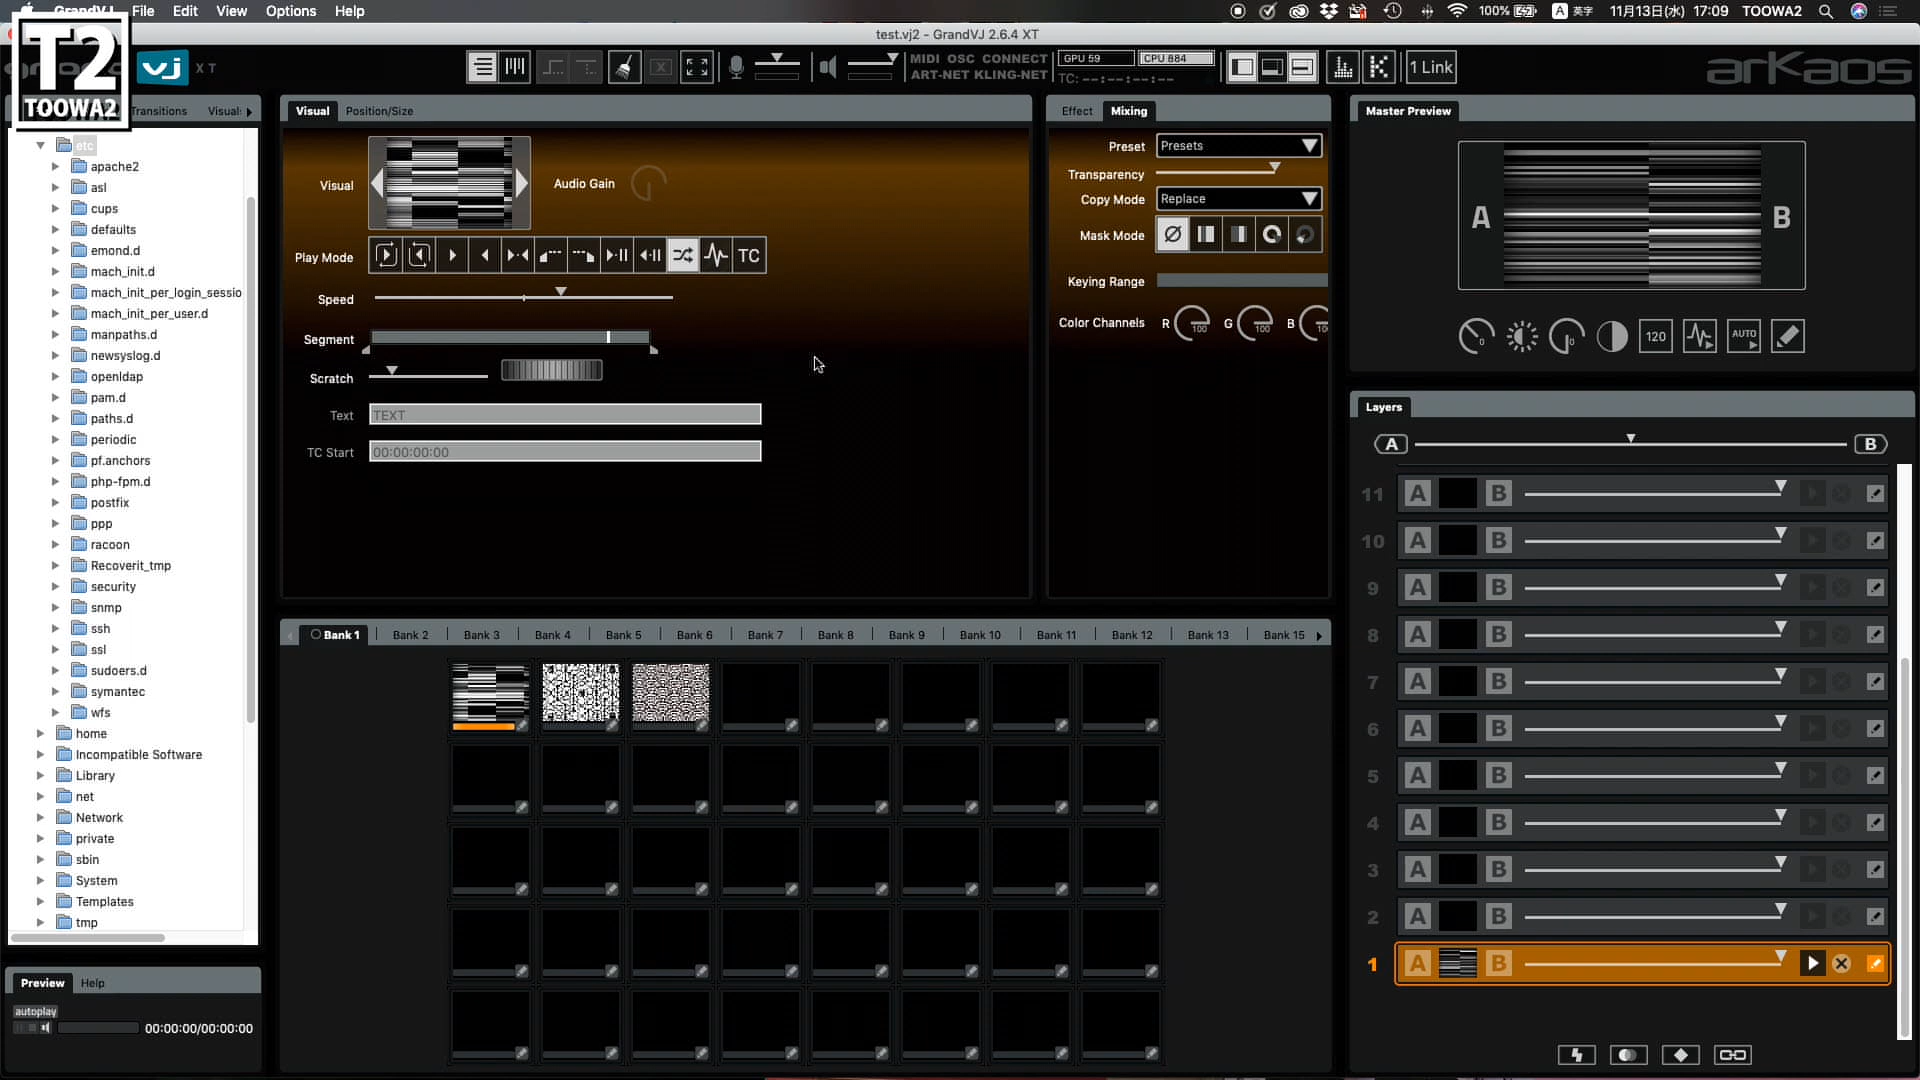 GrandVJ File Edit View Options Help
100% A 英字 11月13日(水) 17:09 TOOWA2
test.vj2 - GrandVJ 2.6.4 XT
T2
TOOWA2
vj XT
MIDI OSC CONNECT
ART-NET KLING-NET
GPU 59 CPU 884
TC: --:--:--:--
1 Link
arKaos
Transitions Visual
etc
apache2
asl
cups
defaults
emond.d
mach_init.d
mach_init_per_login_sessio
mach_init_per_user.d
manpaths.d
newsyslog.d
openldap
pam.d
paths.d
periodic
pf.anchors
php-fpm.d
postfix
ppp
racoon
Recoverit_tmp
security
snmp
ssh
ssl
sudoers.d
symantec
wfs
home
Incompatible Software
Library
net
Network
private
sbin
System
Templates
tmp
Preview Help
autoplay
00:00:00/00:00:00
Visual Position/Size
Visual
Audio Gain
Play Mode
TC
Speed
Segment
Scratch
Text TEXT
TC Start 00:00:00:00
Effect Mixing
Preset Presets
Transparency
Copy Mode Replace
Mask Mode
Keying Range
Color Channels R 100 G 100 B 10
Bank 1 Bank 2 Bank 3 Bank 4 Bank 5 Bank 6 Bank 7 Bank 8 Bank 9 Bank 10 Bank 11 Bank 12 Bank 13 Bank 15
Master Preview
A B
0 0 120 AUTO
Layers
A B
11 A B
10 A B
9 A B
8 A B
7 A B
6 A B
5 A B
4 A B
3 A B
2 A B
1 A B